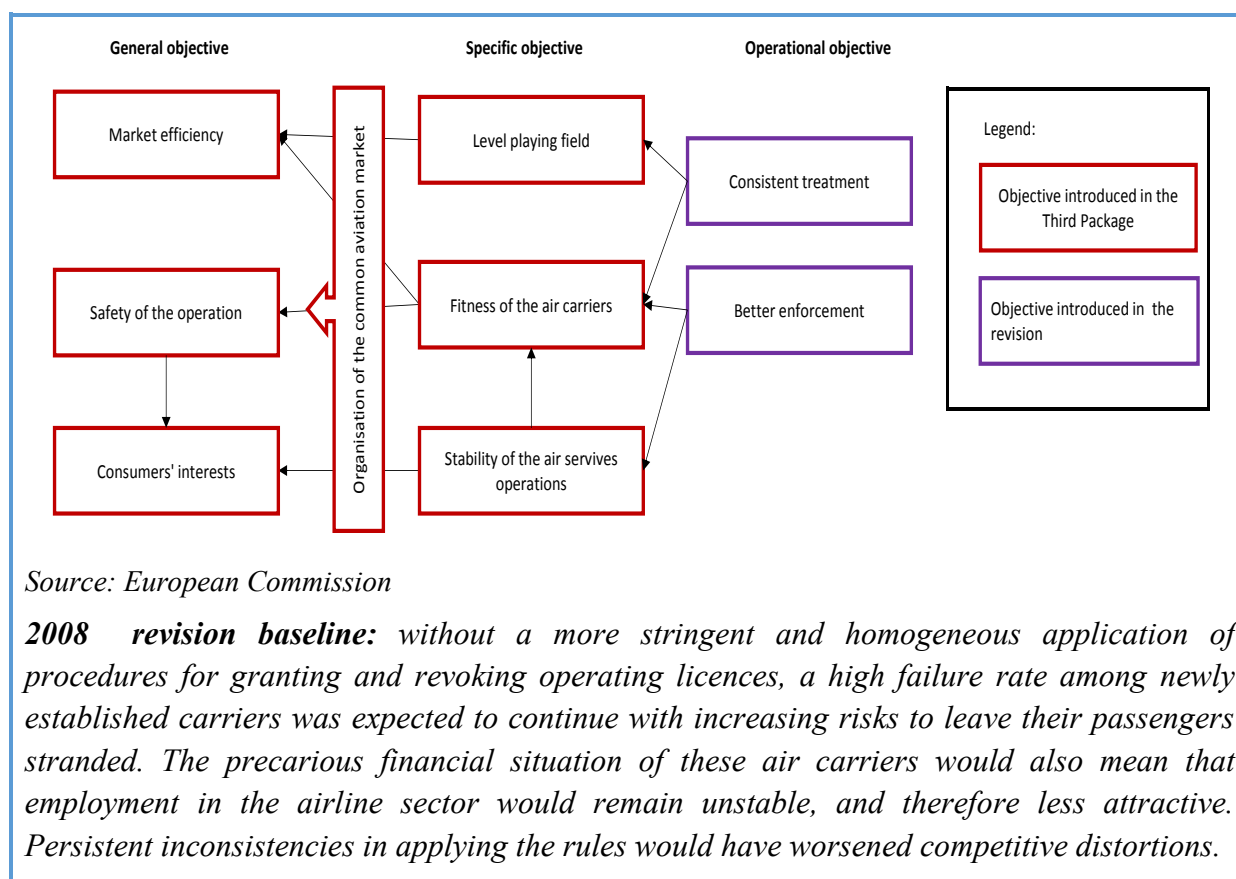 General objective
Specific objective
Operational objective
Market efficiency
Organisation of the common aviation market
Level playing field
Consistent treatment
Safety of the operation
Fitness of the air carriers
Better enforcement
Consumers' interests
Stability of the air servives
operations
Legend:
Objective introduced in the
Third Package
Objective introduced in  the
revision
Source: European Commission
2008 revision baseline: without a more stringent and homogeneous application of
procedures for granting and revoking operating licences, a high failure rate among newly
established carriers was expected to continue with increasing risks to leave their passengers
stranded. The precarious financial situation of these air carriers would also mean that
employment in the airline sector would remain unstable, and therefore less attractive.
Persistent inconsistencies in applying the rules would have worsened competitive distortions.